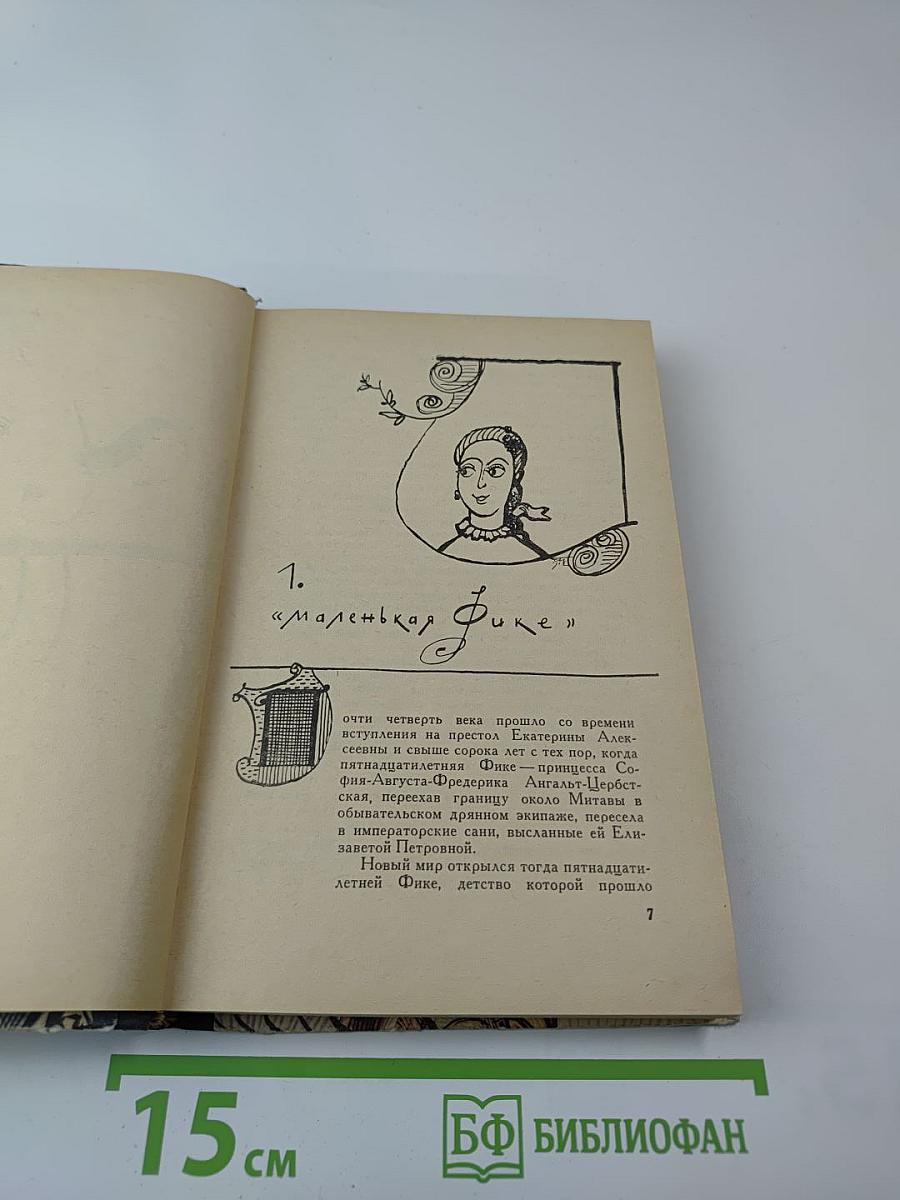 1.
«маленькая Фике»
Почти четверть века прошло со времени
вступления на престол Екатерины Алек-
сеевны и свыше сорока лет с тех пор, когда
пятнадцатилетняя Фике — принцесса Со-
фия-Августа-Фредерика Ангальт-Цербст-
ская, переехав границу около Митавы в
обывательском дрянном экипаже, пересела
в императорские сани, высланные ей Ели-
заветой Петровной.
Новый мир открылся тогда пятнадцати-
летней Фике, детство которой прошло
7
15 см
БФ БИБЛИОФАН